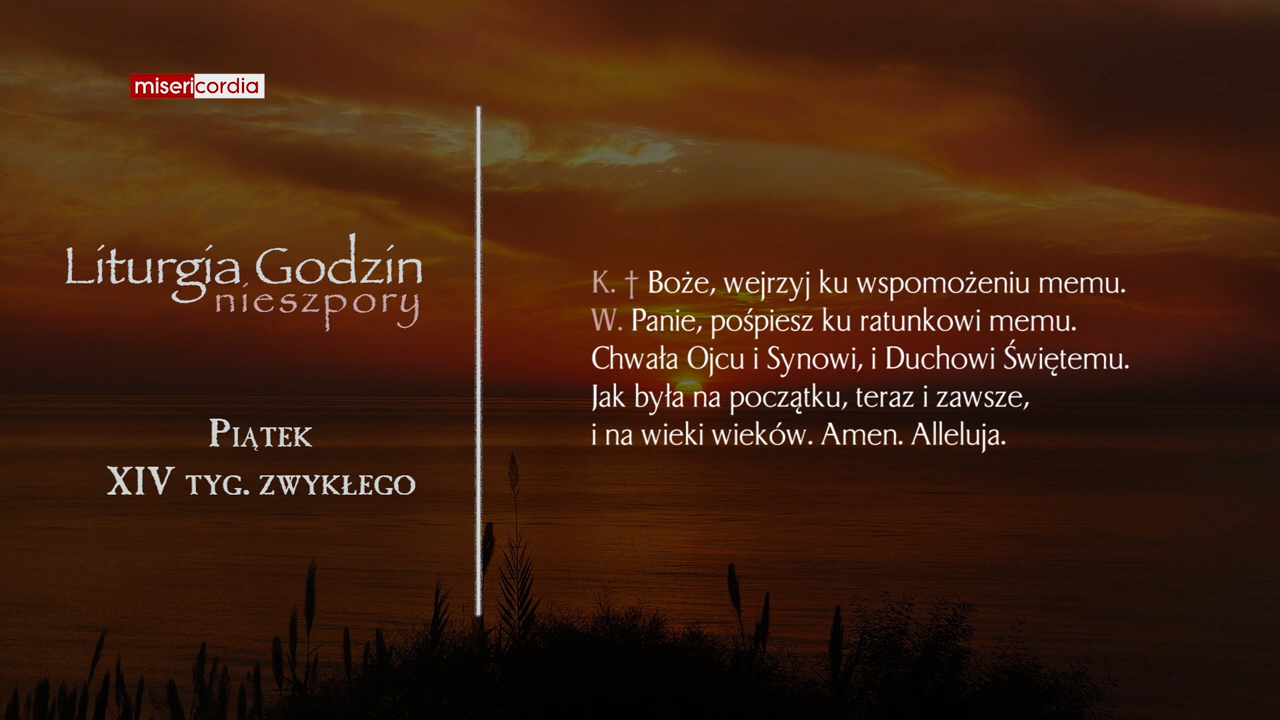 misericordia
Liturgia Godzin
nieszpory
Piątek
XIV tyg. zwykłego
K. † Boże, wejrzyj ku wspomożeniu memu.
W. Panie, pośpiesz ku ratunkowi memu.
Chwała Ojcu i Synowi, i Duchowi Świętemu.
Jak była na początku, teraz i zawsze,
i na wieki wieków. Amen. Alleluja.